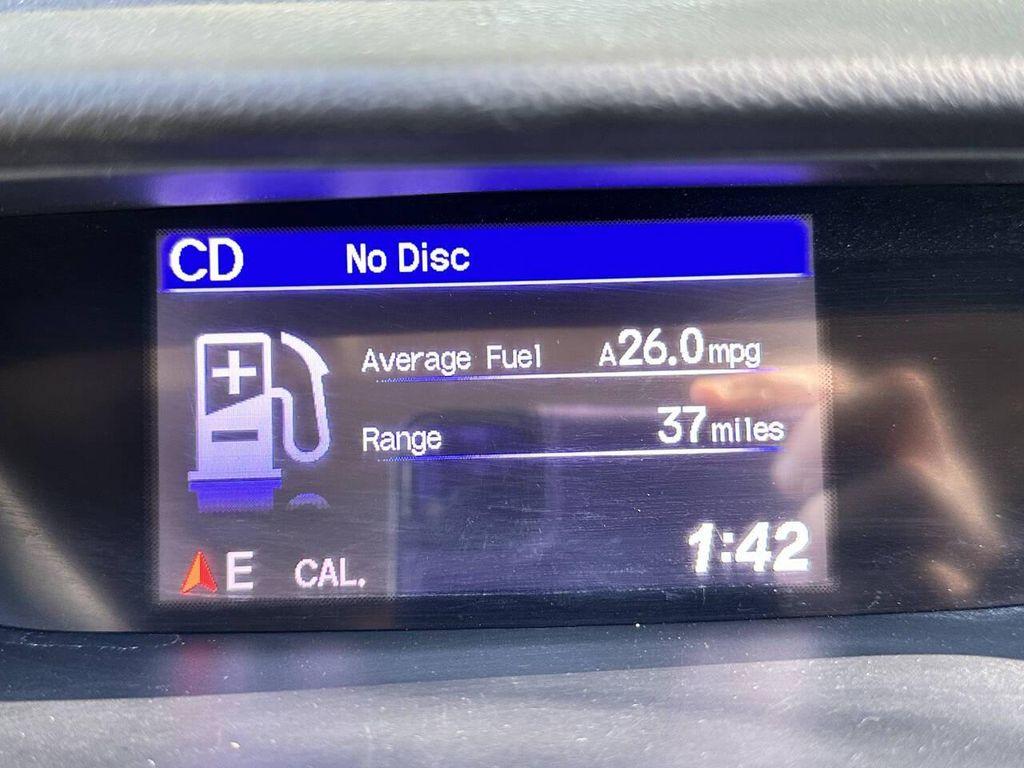 CD No Disc
Average Fuel A26.0mpg
Range 37miles
E CAL. 1:42